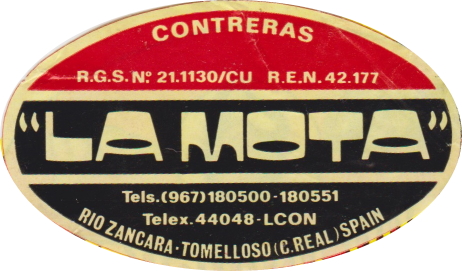 CONTRERAS
R.G.S. Nº 21.1130/CU R.E.N. 42.177
"LA MOTA"
Tels. (967) 180500 - 180551
Telex. 44048 - LCON
RIO ZANCARA - TOMELLOSO (C. REAL) SPAIN